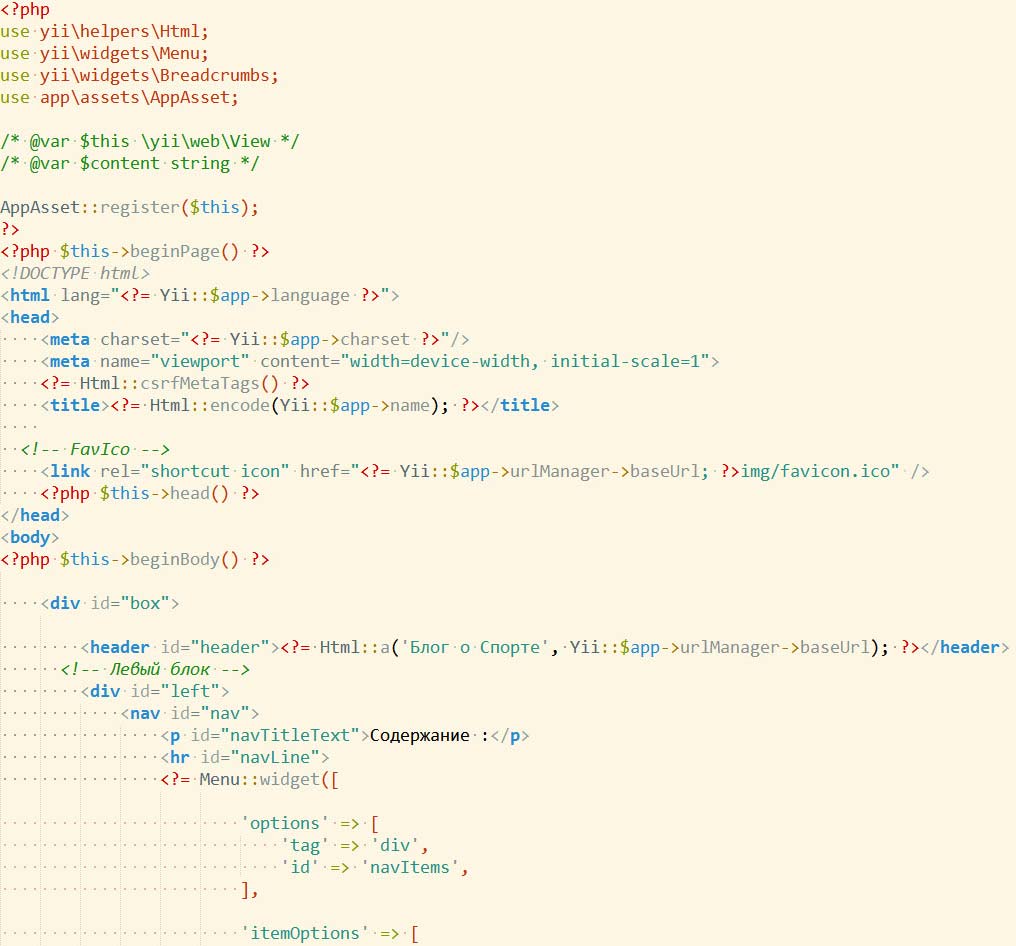 <?php
use yii\helpers\Html;
use yii\widgets\Menu;
use yii\widgets\Breadcrumbs;
use app\assets\AppAsset;

/* @var $this \yii\web\View */
/* @var $content string */

AppAsset::register($this);
?>
<?php $this->beginPage() ?>
<!DOCTYPE html>
<html lang="<?= Yii::$app->language ?>">
<head>
    <meta charset="<?= Yii::$app->charset ?>"/>
    <meta name="viewport" content="width=device-width, initial-scale=1">
    <?= Html::csrfMetaTags() ?>
    <title><?= Html::encode(Yii::$app->name); ?></title>

  <!-- FavIco -->
    <link rel="shortcut icon" href="<?= Yii::$app->urlManager->baseUrl; ?>img/favicon.ico" />
    <?php $this->head() ?>
</head>
<body>
<?php $this->beginBody() ?>

    <div id="box">

        <header id="header"><?= Html::a('Блог о Спорте', Yii::$app->urlManager->baseUrl); ?></header>
      <!-- Левый блок -->
        <div id="left">
            <nav id="nav">
                <p id="navTitleText">Содержание :</p>
                <hr id="navLine">
                <?= Menu::widget([

                        'options' => [
                            'tag' => 'div',
                            'id' => 'navItems',
                        ],

                        'itemOptions' => [